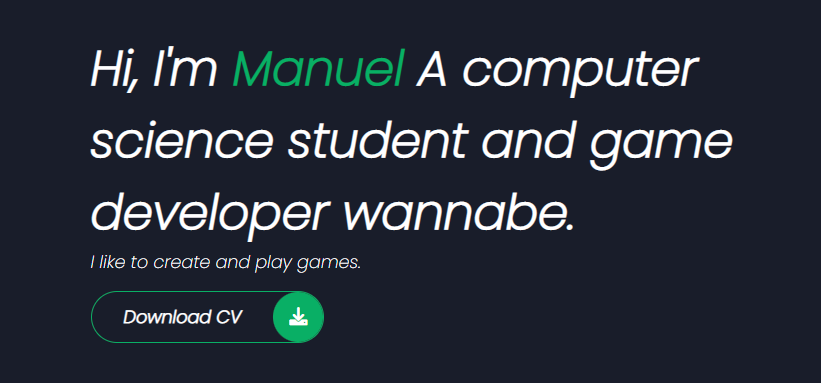 Hi, I'm Manuel A computer
science student and game
developer wannabe.
I like to create and play games.
Download CV